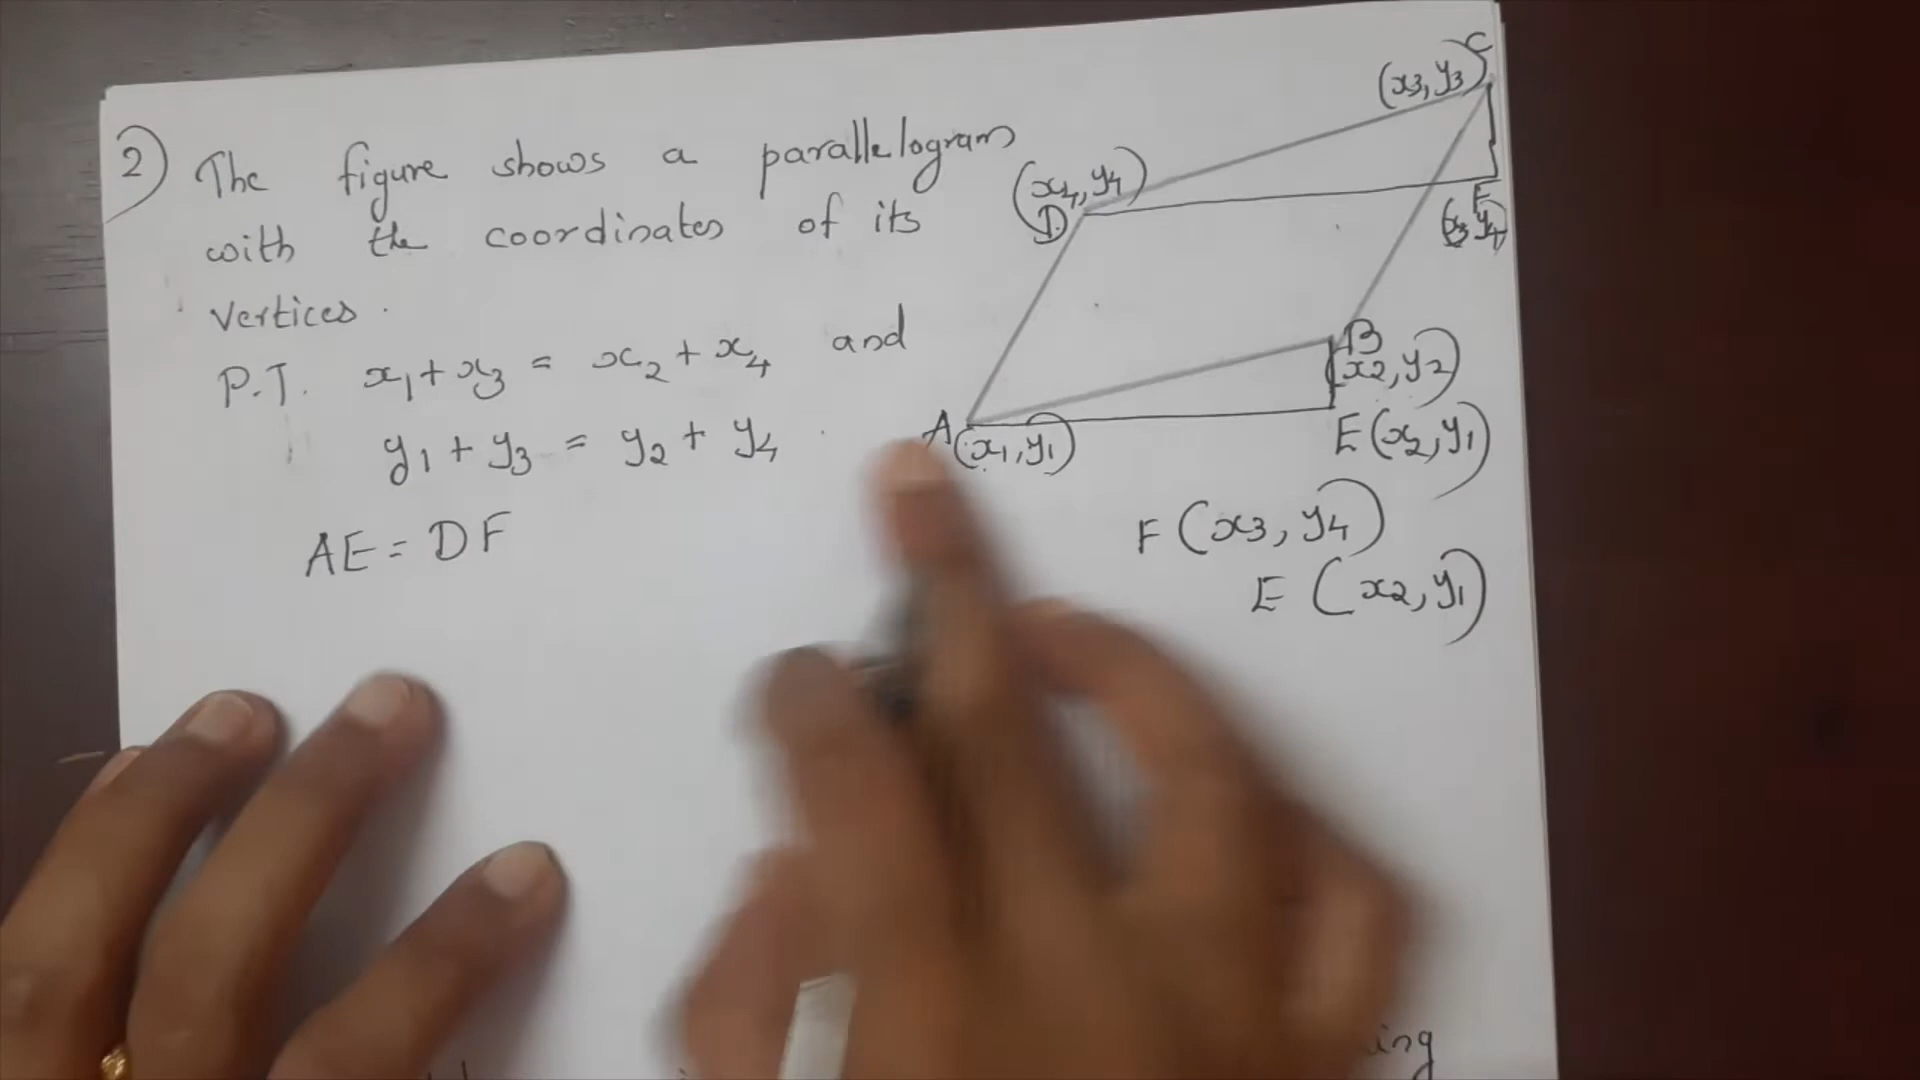 2) The figure shows a parallelogram
with the coordinates of its
vertices.
P.T. x1 + x3 = x2 + x4 and
y1 + y3 = y2 + y4
AE = DF
C
(x3, y3)
(x4, y4)
D
F
(x3, y4)
B
(x2, y2)
A (x1, y1)
E (x2, y1)
F (x3, y4)
E (x2, y1)